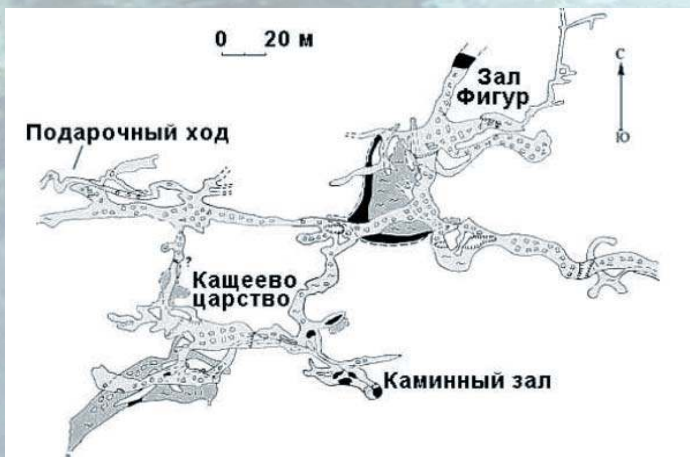 0 20 м
Зал
Фигур
С
Ю
Подарочный ход
?
Кащеево
царство
Каминный зал